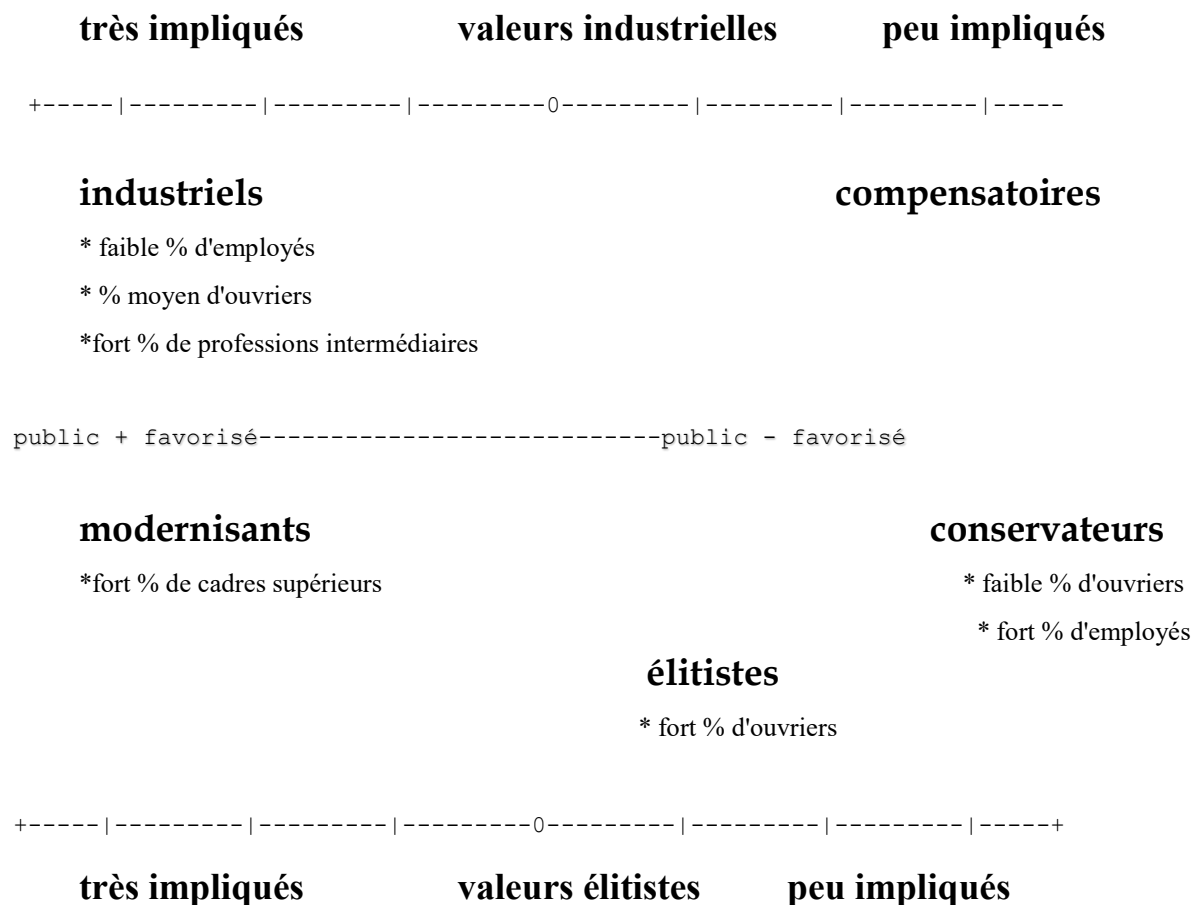 très impliqués valeurs industrielles peu impliqués
+-----|---------|---------|---------0---------|---------|---------|-----
industriels compensatoires
* faible % d'employés
* % moyen d'ouvriers
*fort % de professions intermédiaires
public + favorisé----------------------------public - favorisé
modernisants conservateurs
*fort % de cadres supérieurs * faible % d'ouvriers
* fort % d'employés
élitistes
* fort % d'ouvriers
+-----|---------|---------|---------0---------|---------|---------|-----+
très impliqués valeurs élitistes peu impliqués